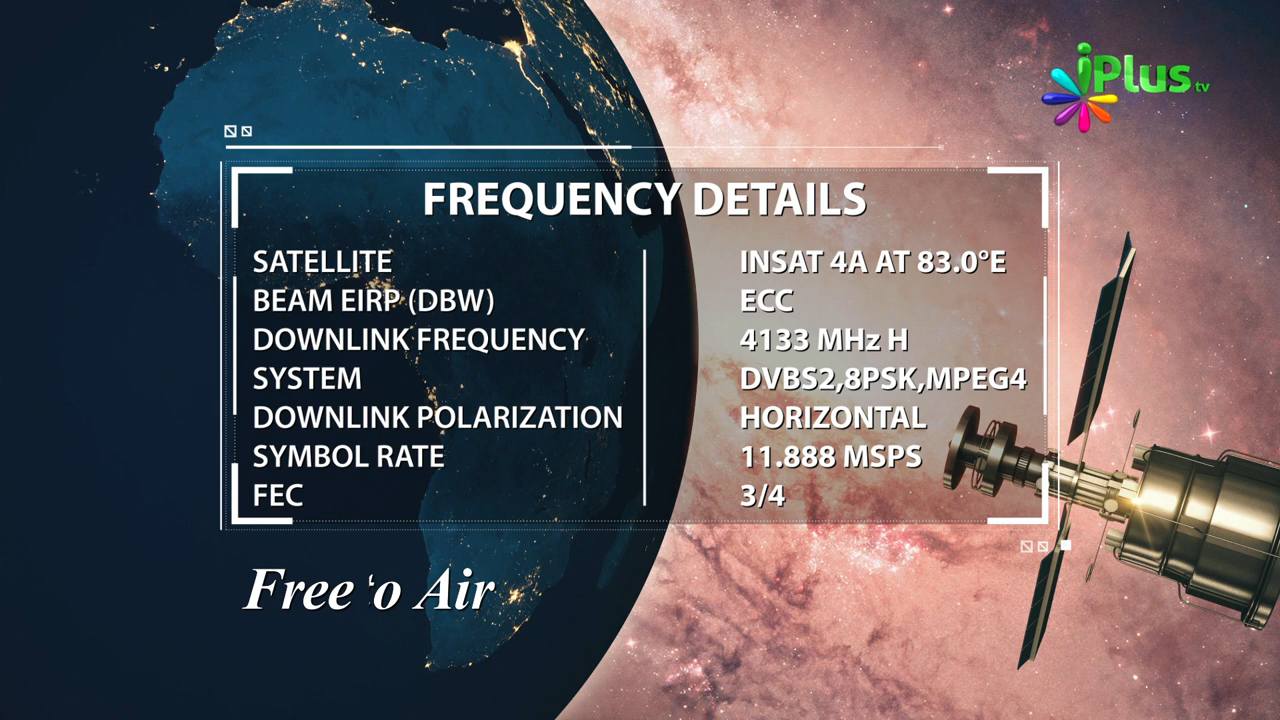 iPlus tv
FREQUENCY DETAILS
SATELLITE INSAT 4A AT 83.0°E
BEAM EIRP (DBW) ECC
DOWNLINK FREQUENCY 4133 MHz H
SYSTEM DVBS2,8PSK,MPEG4
DOWNLINK POLARIZATION HORIZONTAL
SYMBOL RATE 11.888 MSPS
FEC 3/4
Free 'o Air